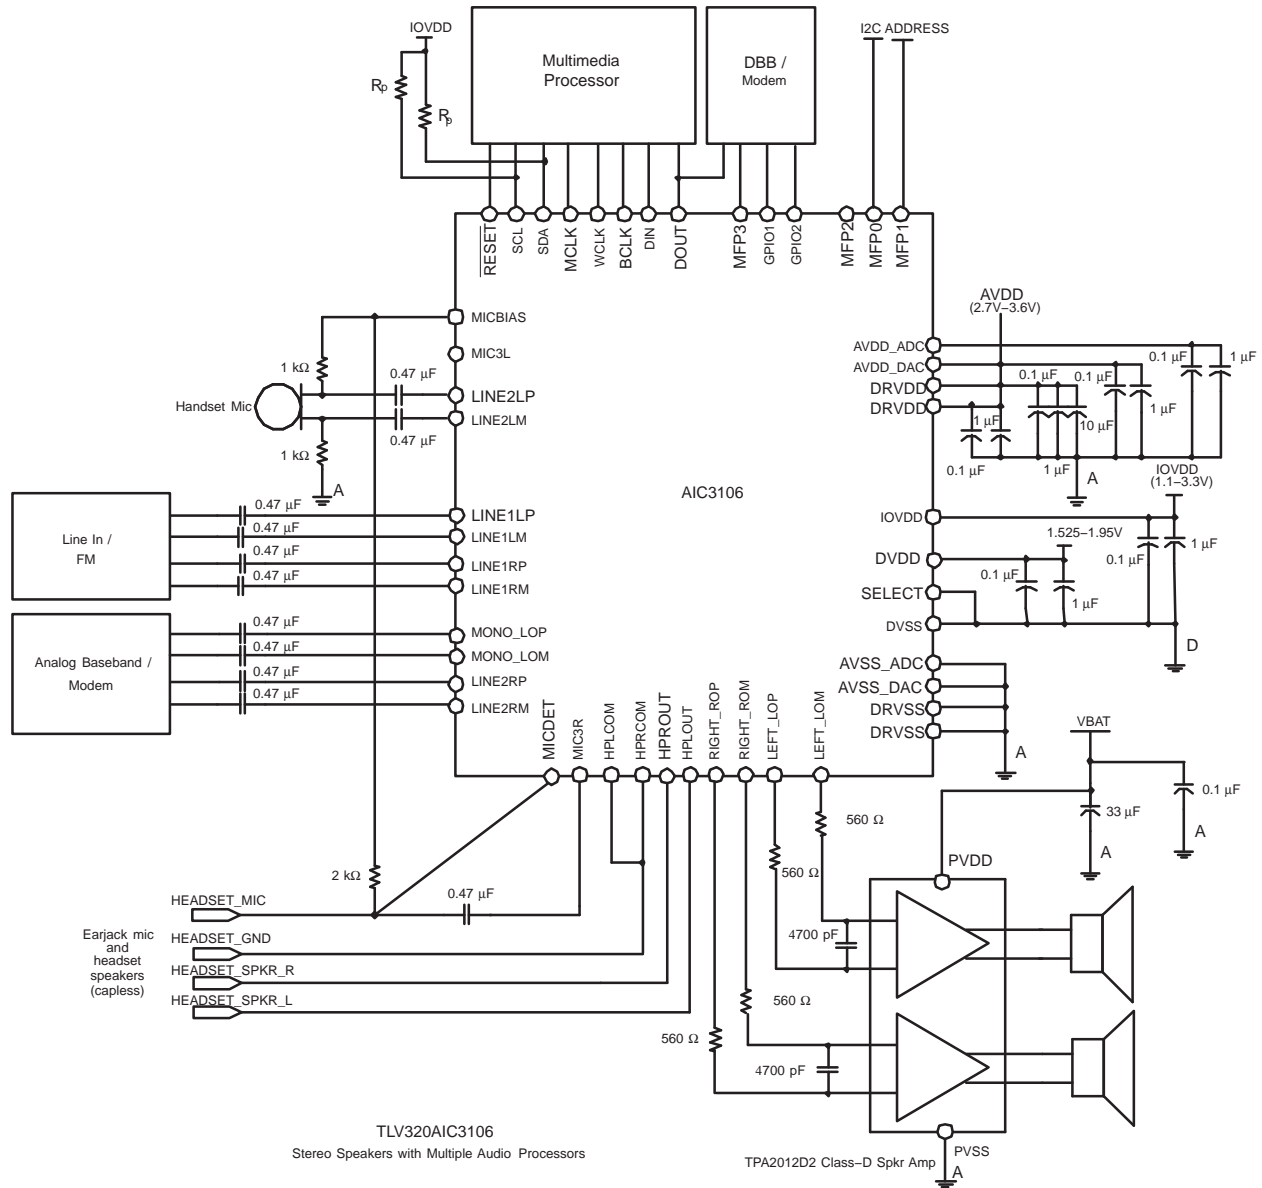 IOVDD
Rp
Rp
Multimedia
Processor
DBB /
Modem
I2C ADDRESS
RESET
SCL
SDA
MCLK
WCLK
BCLK
DIN
DOUT
MFP3
GPIO1
GPIO2
MFP2
MFP0
MFP1
MICBIAS
MIC3L
1 kΩ
0.47 μF
LINE2LP
Handset Mic
LINE2LM
0.47 μF
1 kΩ
A
AVDD
(2.7V–3.6V)
AVDD_ADC
AVDD_DAC
DRVDD
DRVDD
0.1 μF
1 μF
0.1 μF
0.1 μF
1 μF
1 μF
10 μF
0.1 μF
1 μF
A
AIC3106
IOVDD
(1.1–3.3V)
Line In /
FM
0.47 μF
LINE1LP
0.47 μF
LINE1LM
0.47 μF
LINE1RP
0.47 μF
LINE1RM
IOVDD
1.525–1.95V
0.1 μF
1 μF
DVDD
0.1 μF
1 μF
SELECT
DVSS
D
Analog Baseband /
Modem
0.47 μF
MONO_LOP
0.47 μF
MONO_LOM
0.47 μF
LINE2RP
0.47 μF
LINE2RM
AVSS_ADC
AVSS_DAC
DRVSS
DRVSS
A
MICDET
MIC3R
HPLCOM
HPRCOM
HPROUT
HPLOUT
RIGHT_ROP
RIGHT_ROM
LEFT_LOP
LEFT_LOM
VBAT
0.1 μF
33 μF
A
A
560 Ω
560 Ω
PVDD
2 kΩ
0.47 μF
HEADSET_MIC
Earjack mic
and
headset
speakers
(capless)
HEADSET_GND
HEADSET_SPKR_R
HEADSET_SPKR_L
4700 pF
560 Ω
560 Ω
4700 pF
TLV320AIC3106
Stereo Speakers with Multiple Audio Processors
TPA2012D2 Class–D Spkr Amp
PVSS
A